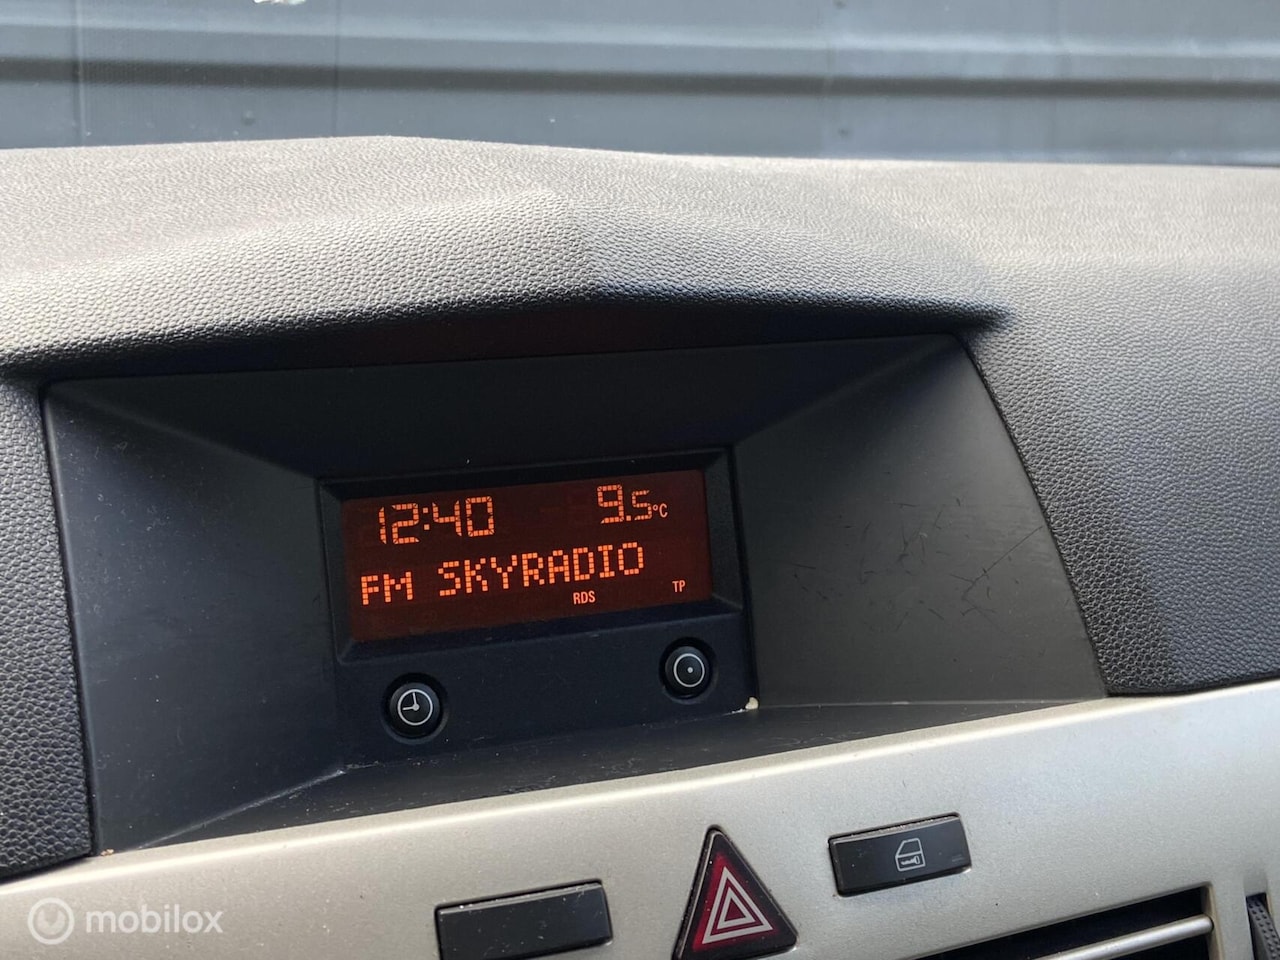 12:40 9.5°C
FM SKYRADIO
RDS TP
mobilox